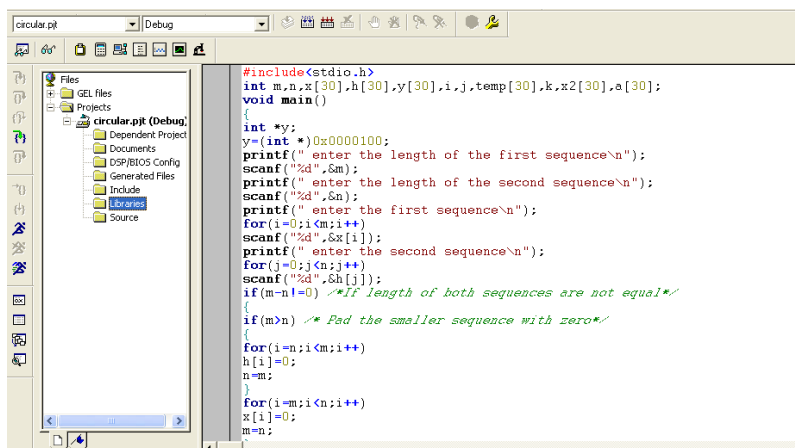 circular.pjt
Debug
Files
GEL files
Projects
circular.pjt (Debug)
Dependent Project
Documents
DSP/BIOS Config
Generated Files
Include
Libraries
Source
#include<stdio.h>
int m,n,x[30],h[30],y[30],i,j,temp[30],k,x2[30],a[30];
void main()
{
int *y;
y=(int *)0x0000100;
printf(" enter the length of the first sequence\n");
scanf("%d",&m);
printf(" enter the length of the second sequence\n");
scanf("%d",&n);
printf(" enter the first sequence\n");
for(i=0;i<m;i++)
scanf("%d",&x[i]);
printf(" enter the second sequence\n");
for(j=0;j<n;j++)
scanf("%d",&h[j]);
if(m-n!=0) /*If length of both sequences are not equal*/
{
if(m>n) /* Pad the smaller sequence with zero*/
{
for(i=n;i<m;i++)
h[i]=0;
n=m;
}
for(i=m;i<n;i++)
x[i]=0;
m=n;